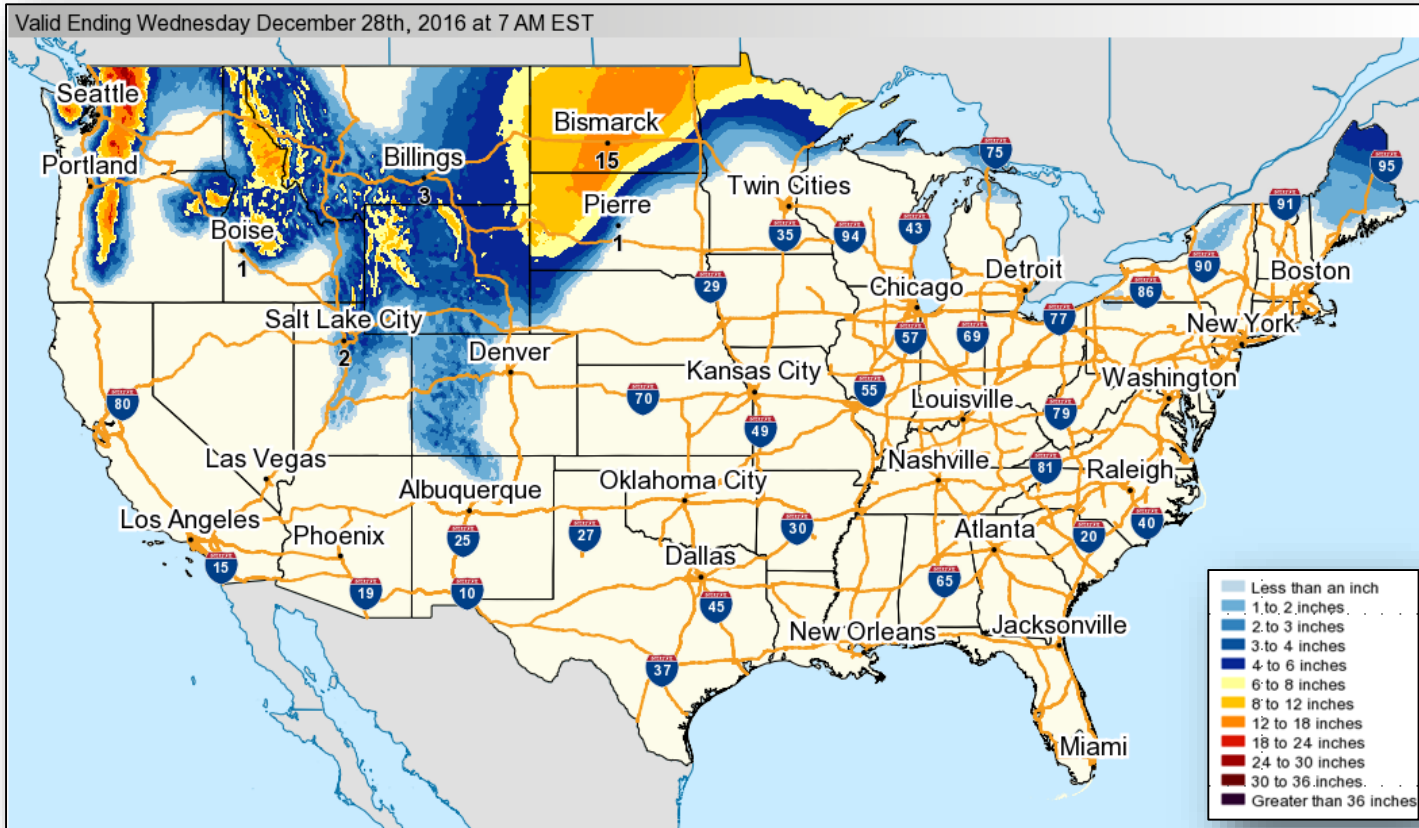 Valid Ending Wednesday December 28th, 2016 at 7 AM EST
Seattle
Bismarck
15
Portland
Billings
3
75
95
Twin Cities
Pierre
1
91
Boise
1
35
94
43
90
Boston
29
Chicago
Detroit
86
Salt Lake City
2
57
69
77
New York
Denver
Kansas City
Washington
80
70
55
Louisville
79
49
Las Vegas
Nashville
81
Raleigh
Albuquerque
Oklahoma City
Los Angeles
Phoenix
25
27
30
Atlanta
20
40
15
Dallas
19
10
45
65
New Orleans
Jacksonville
37
Miami
Less than an inch
1 to 2 inches
2 to 3 inches
3 to 4 inches
4 to 6 inches
6 to 8 inches
8 to 12 inches
12 to 18 inches
18 to 24 inches
24 to 30 inches
30 to 36 inches
Greater than 36 inches